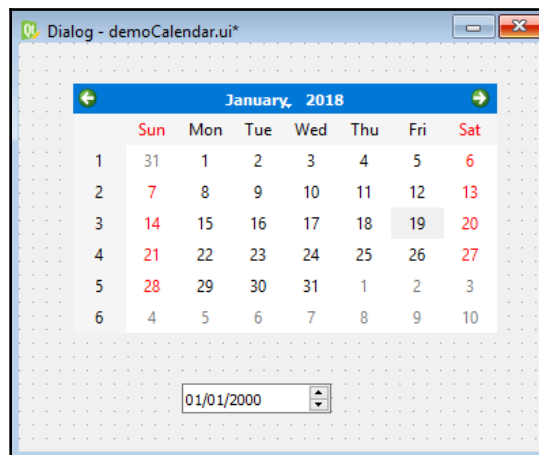 Dialog - demoCalendar.ui*
January, 2018
Sun Mon Tue Wed Thu Fri Sat
1 31 1 2 3 4 5 6
2 7 8 9 10 11 12 13
3 14 15 16 17 18 19 20
4 21 22 23 24 25 26 27
5 28 29 30 31 1 2 3
6 4 5 6 7 8 9 10
01/01/2000